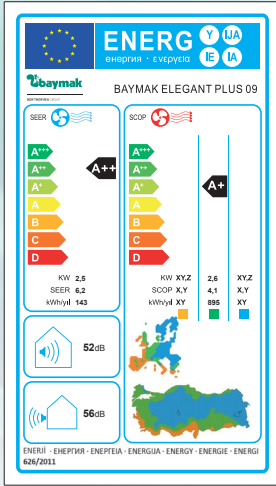 ENERG Y IJA
енергия · ενεργεία IE IA
baymak
BAYMAK ELEGANT PLUS 09
SEER SCOP
A+++ A+++
A++ A++ A++
A+ A+ A+
A A
B B
C C
D D
KW 2,5 KW XY,Z 2,6 XY,Z
SEER 6,2 SCOP X,Y 4,1 X,Y
kWh/yıl 143 kWh/yıl XY 895 XY
52dB
56dB
ENERJİ · ЕНЕРГИЯ · ΕΝΕΡΓΕΙΑ · ENERGIJA · ENERGY · ENERGIE · ENERGI
626/2011